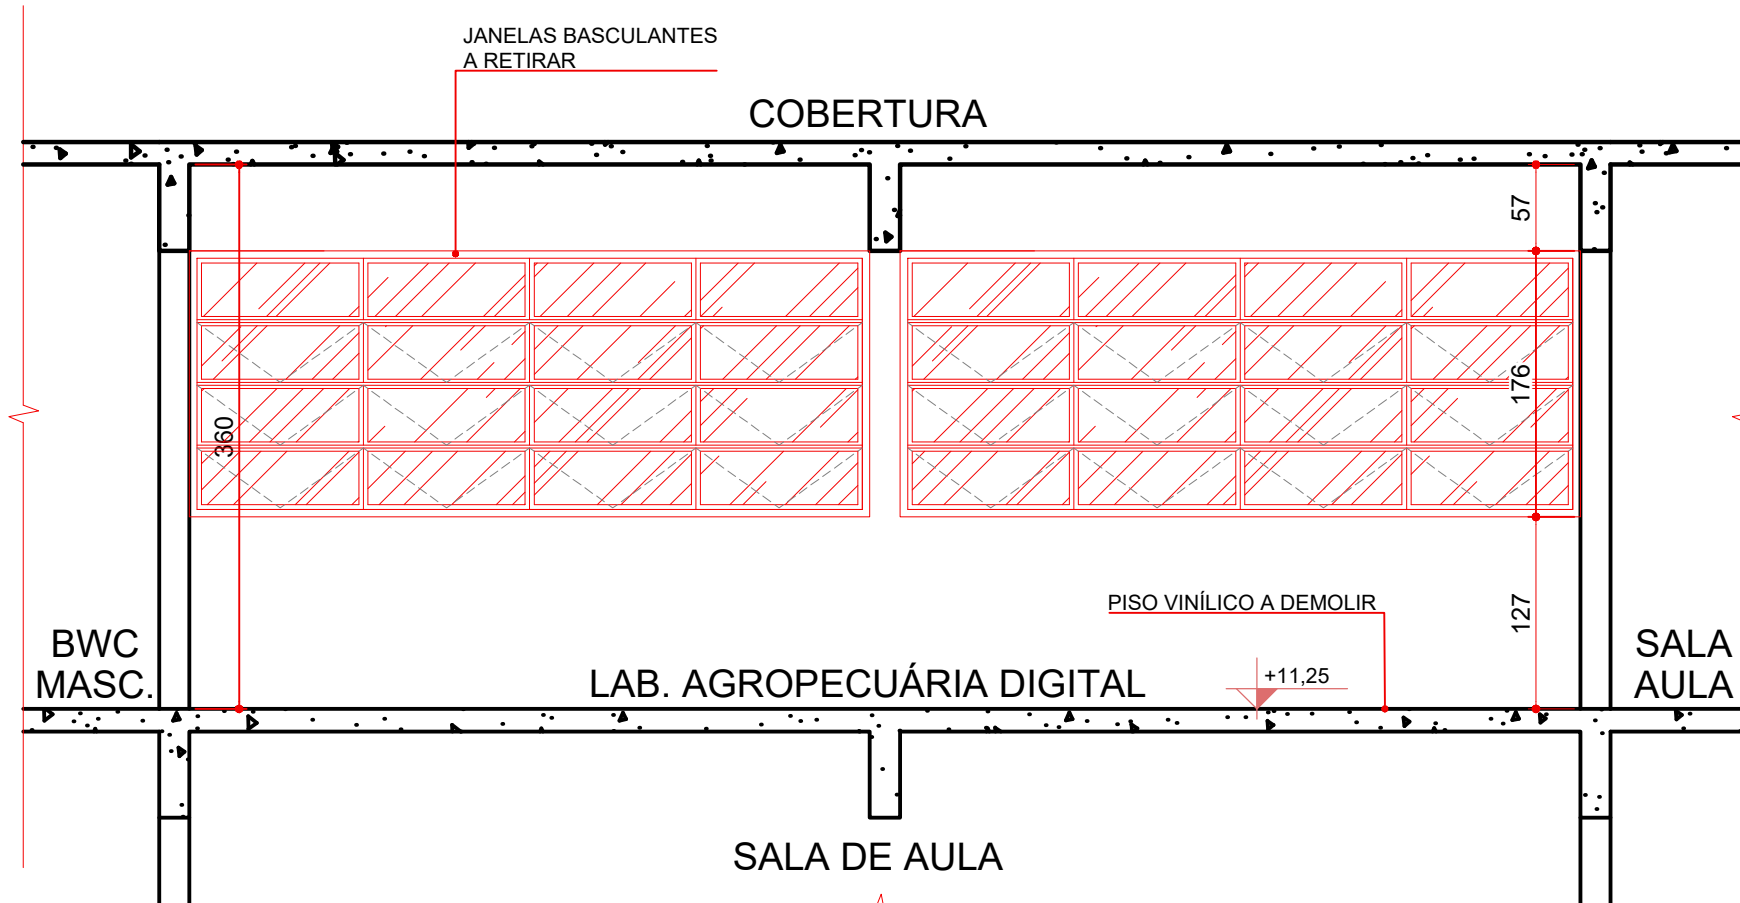 JANELAS BASCULANTES
A RETIRAR
COBERTURA
57
176
360
127
PISO VINÍLICO A DEMOLIR
BWC
MASC.
LAB. AGROPECUÁRIA DIGITAL
+11,25
SALA
AULA
SALA DE AULA